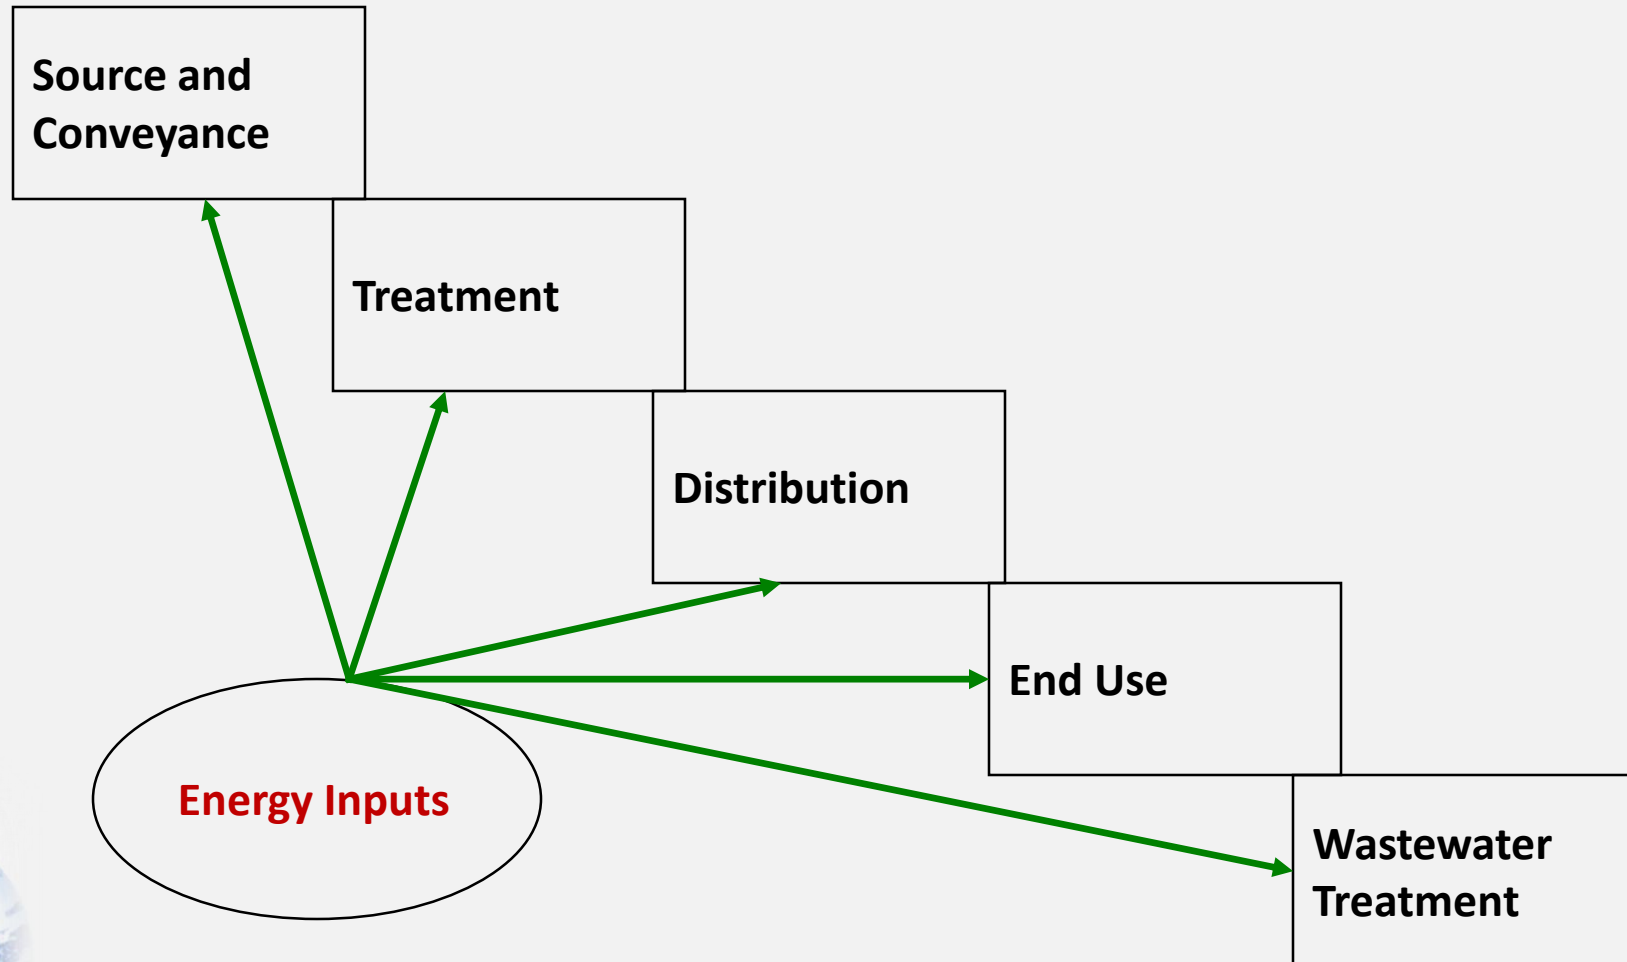 Source and
Conveyance
Treatment
Distribution
End Use
Energy Inputs
Wastewater
Treatment